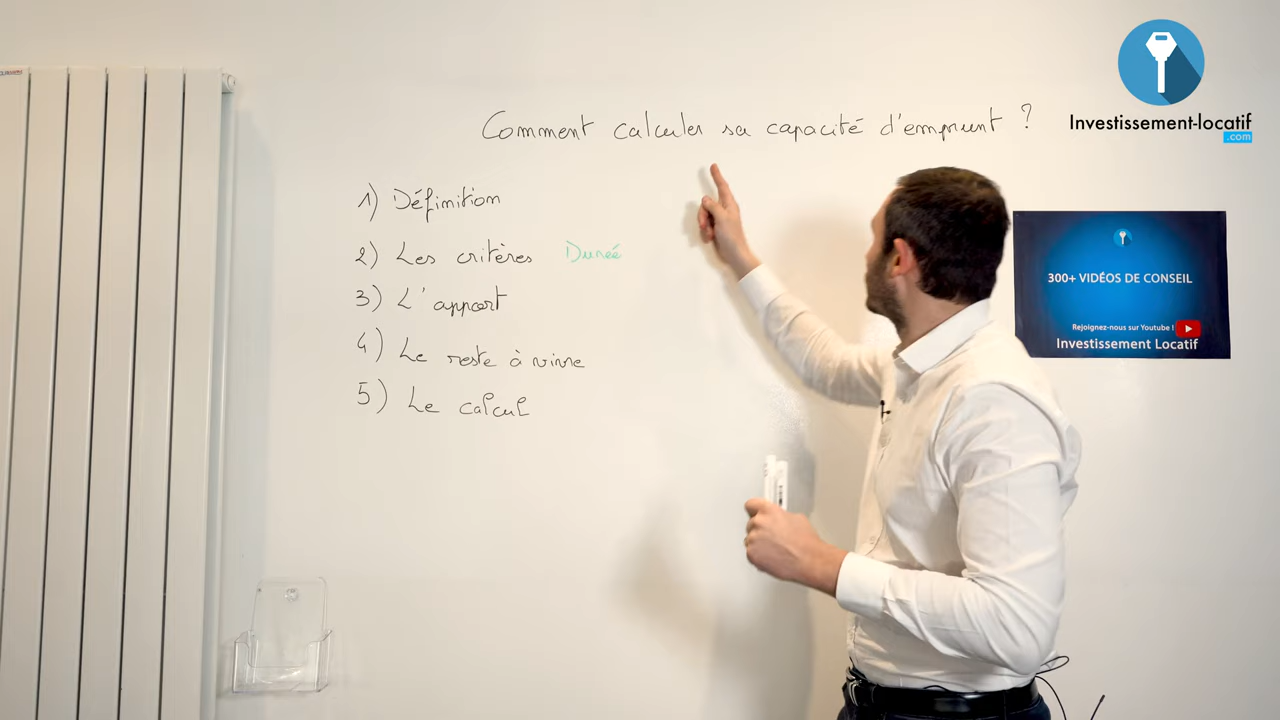 Comment calculer sa capacité d'emprunt ?
1) Définition
2) Les critères Dureé
3) L'apport
4) Le reste à vivre
5) Le calcul
Investissement-locatif
.com
300+ VIDÉOS DE CONSEIL
Rejoignez-nous sur Youtube !
Investissement Locatif